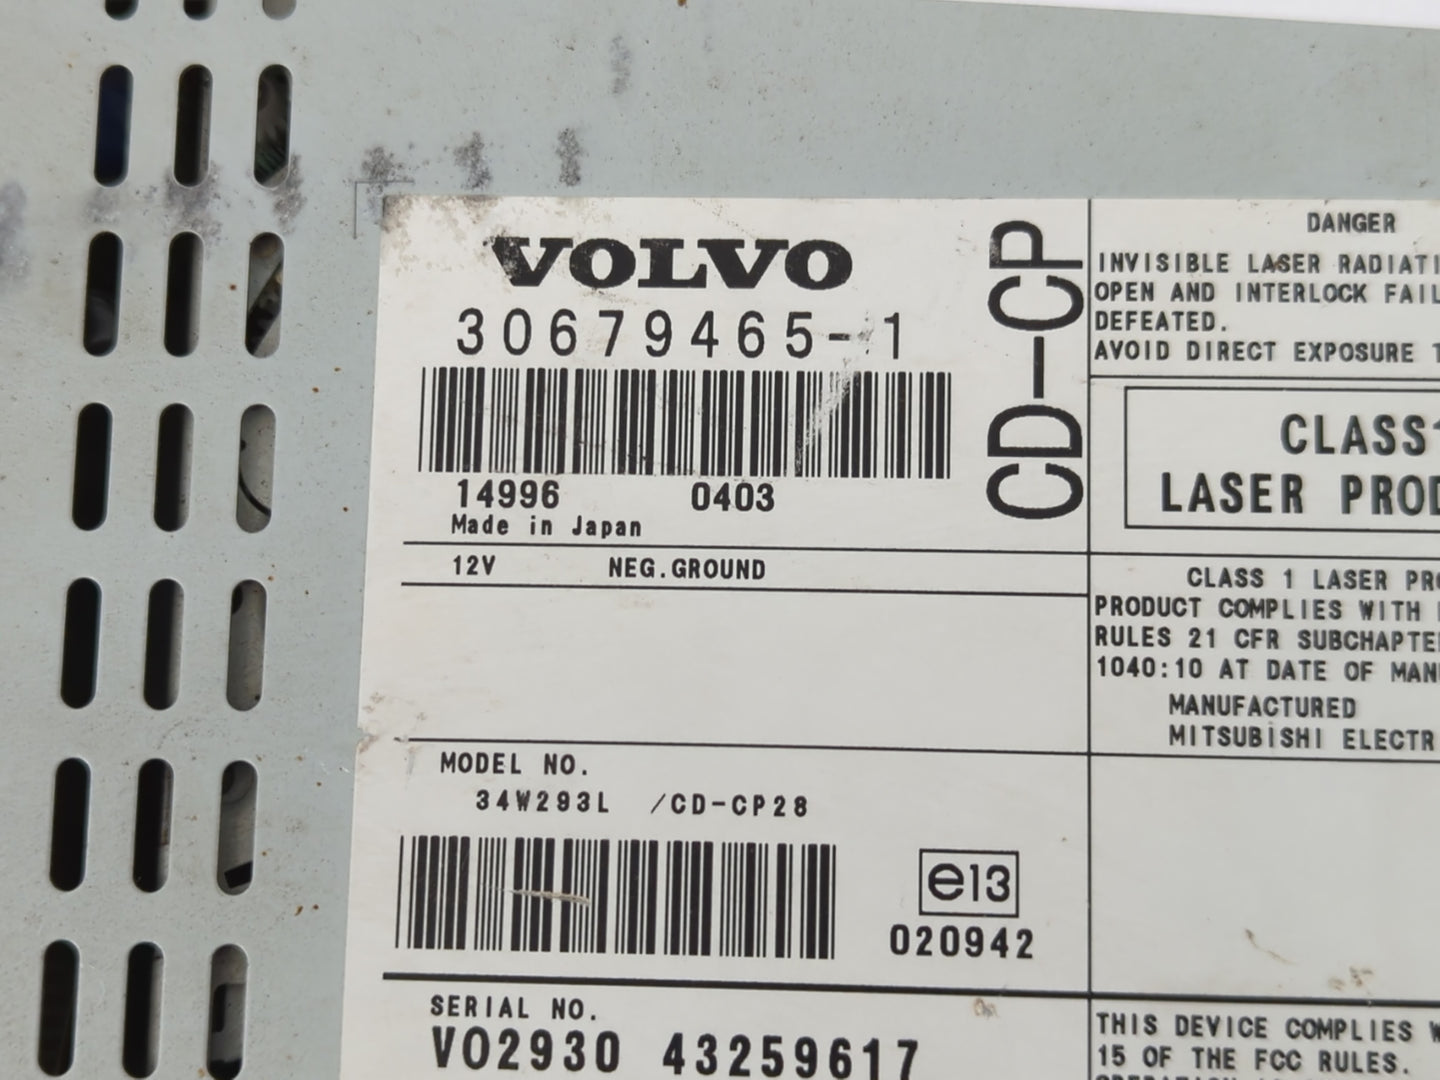 VOLVO
30679465-1
14996 0403
Made in Japan
CD-CP
12V NEG.GROUND
MODEL NO.
34W293L /CD-CP28
e13
020942
SERIAL NO.
VO2930 43259617
DANGER
INVISIBLE LASER RADIATI
OPEN AND INTERLOCK FAIL
DEFEATED.
AVOID DIRECT EXPOSURE T
CLASS1
LASER PROD
CLASS 1 LASER PRO
PRODUCT COMPLIES WITH
RULES 21 CFR SUBCHAPTE
1040:10 AT DATE OF MANU
MANUFACTURED
MITSUBISHI ELECTR
THIS DEVICE COMPLIES W
15 OF THE FCC RULES.